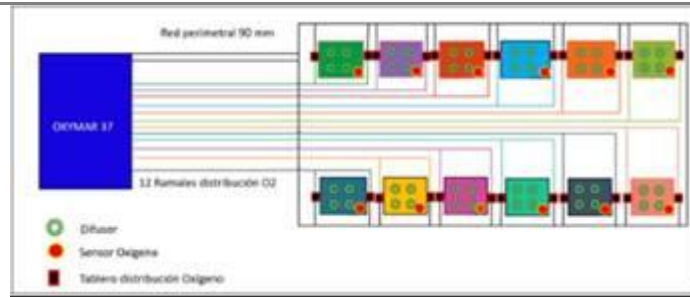 Red perimetral 90 mm
OXYMAR 37
12 Ramales distribución O2
Difusor
Sensor Oxígeno
Tablero distribución Oxígeno